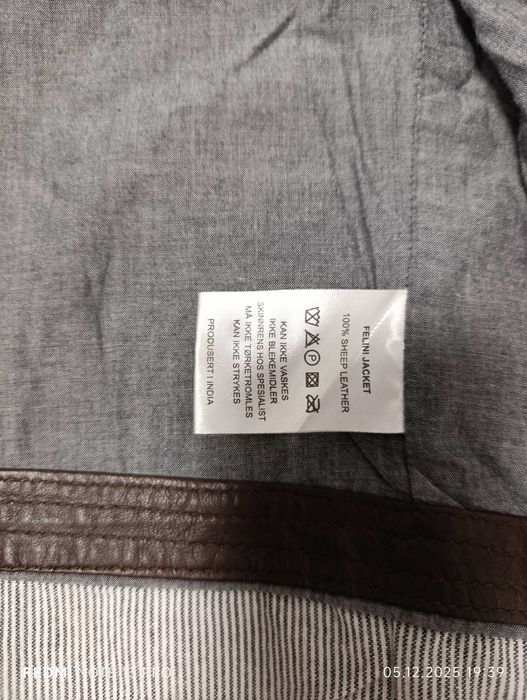 FELINI JACKET
100% SHEEP LEATHER
P
KAN IKKE VASKES
IKKE BLEKEMIDLER
SKINNRENS HOS SPESIALIST
MÅ IKKE TØRKETROMLES
KAN IKKE STRYKES
PRODUSERT I INDIA
05.12.2025 19:39